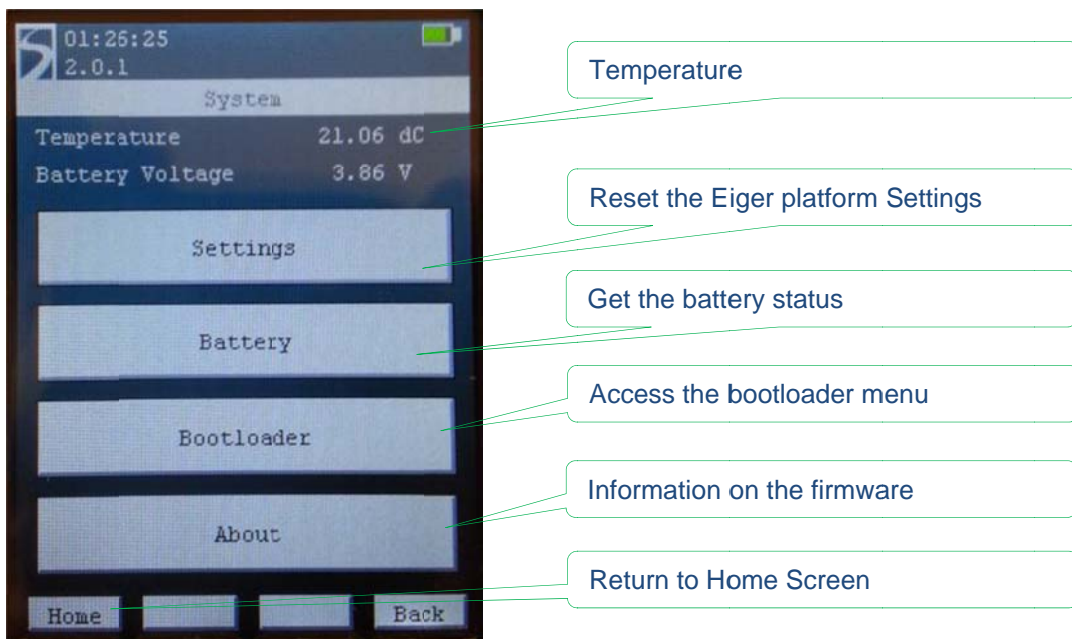 01:26:25
2.0.1
System
Temperature 21.06 dC
Battery Voltage 3.86 V
Settings
Battery
Bootloader
About
Home Back
Temperature
Reset the Eiger platform Settings
Get the battery status
Access the bootloader menu
Information on the firmware
Return to Home Screen